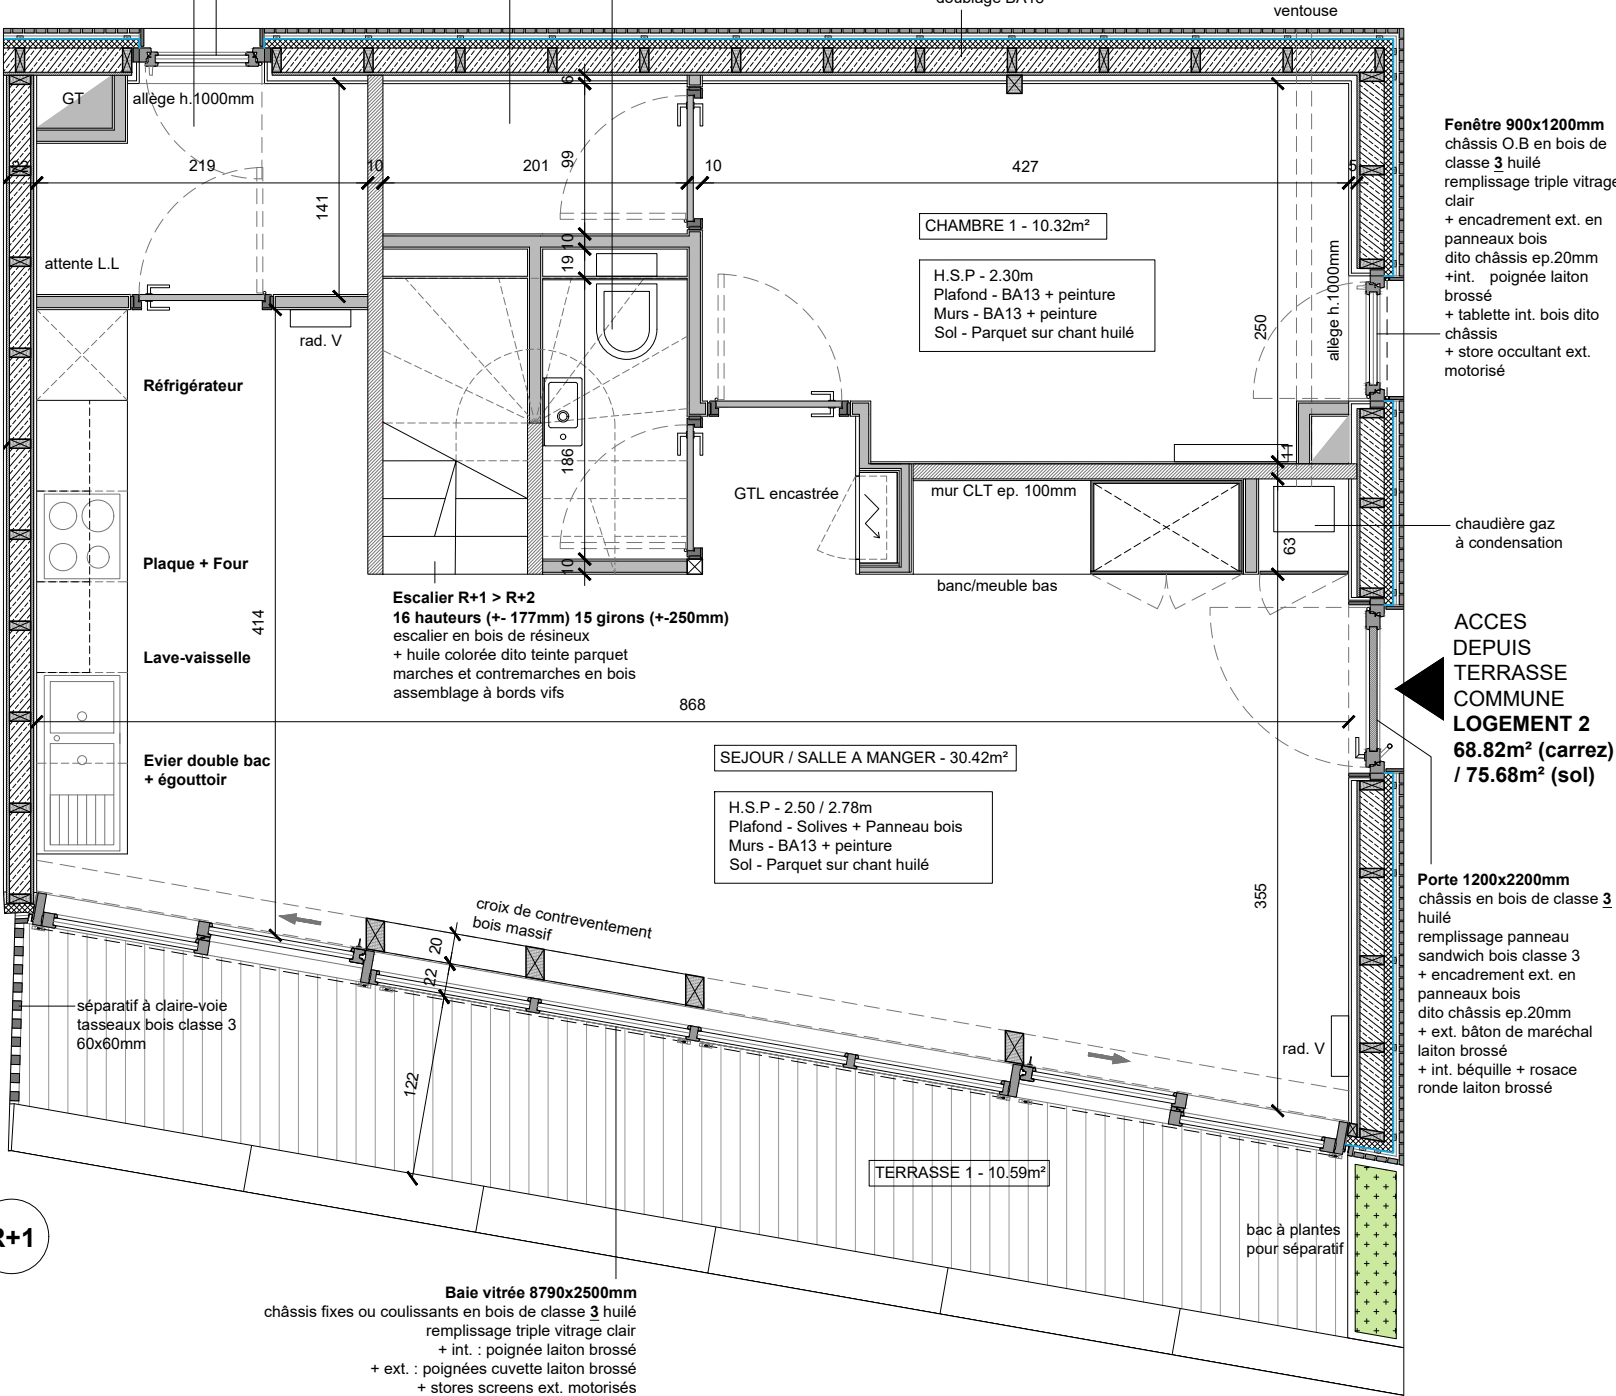 doublage BA13
ventouse
GT
allège h.1000mm
6
219
10
201
99
10
427
5
141
attente L.L
10
19
CHAMBRE 1 - 10.32m²
H.S.P - 2.30m
Plafond - BA13 + peinture
Murs - BA13 + peinture
Sol - Parquet sur chant huilé
250
allège h.1000mm
Fenêtre 900x1200mm
châssis O.B en bois de
classe 3 huilé
remplissage triple vitrage
clair
+ encadrement ext. en
panneaux bois
dito châssis ep.20mm
+int. poignée laiton
brossé
+ tablette int. bois dito
châssis
+ store occultant ext.
motorisé
rad. V
Réfrigérateur
186
11
GTL encastrée
mur CLT ep. 100mm
63
chaudière gaz
à condensation
Plaque + Four
10
banc/meuble bas
Escalier R+1 > R+2
16 hauteurs (+- 177mm) 15 girons (+-250mm)
escalier en bois de résineux
+ huile colorée dito teinte parquet
marches et contremarches en bois
assemblage à bords vifs
414
Lave-vaisselle
868
ACCES
DEPUIS
TERRASSE
COMMUNE
LOGEMENT 2
68.82m² (carrez)
/ 75.68m² (sol)
Evier double bac
+ égouttoir
SEJOUR / SALLE A MANGER - 30.42m²
H.S.P - 2.50 / 2.78m
Plafond - Solives + Panneau bois
Murs - BA13 + peinture
Sol - Parquet sur chant huilé
355
Porte 1200x2200mm
châssis en bois de classe 3
huilé
remplissage panneau
sandwich bois classe 3
+ encadrement ext. en
panneaux bois
dito châssis ep.20mm
+ ext. bâton de maréchal
laiton brossé
+ int. béquille + rosace
ronde laiton brossé
croix de contreventement
bois massif
20
22
séparatif à claire-voie
tasseaux bois classe 3
60x60mm
122
rad. V
TERRASSE 1 - 10.59m²
R+1
bac à plantes
pour séparatif
Baie vitrée 8790x2500mm
châssis fixes ou coulissants en bois de classe 3 huilé
remplissage triple vitrage clair
+ int. : poignée laiton brossé
+ ext. : poignées cuvette laiton brossé
+ stores screens ext. motorisés